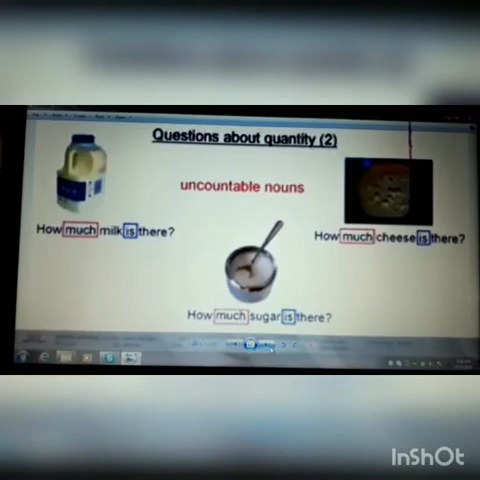 Questions about quantity (2)
uncountable nouns
How much milk is there?
How much cheese is there?
How much sugar is there?
InShOt